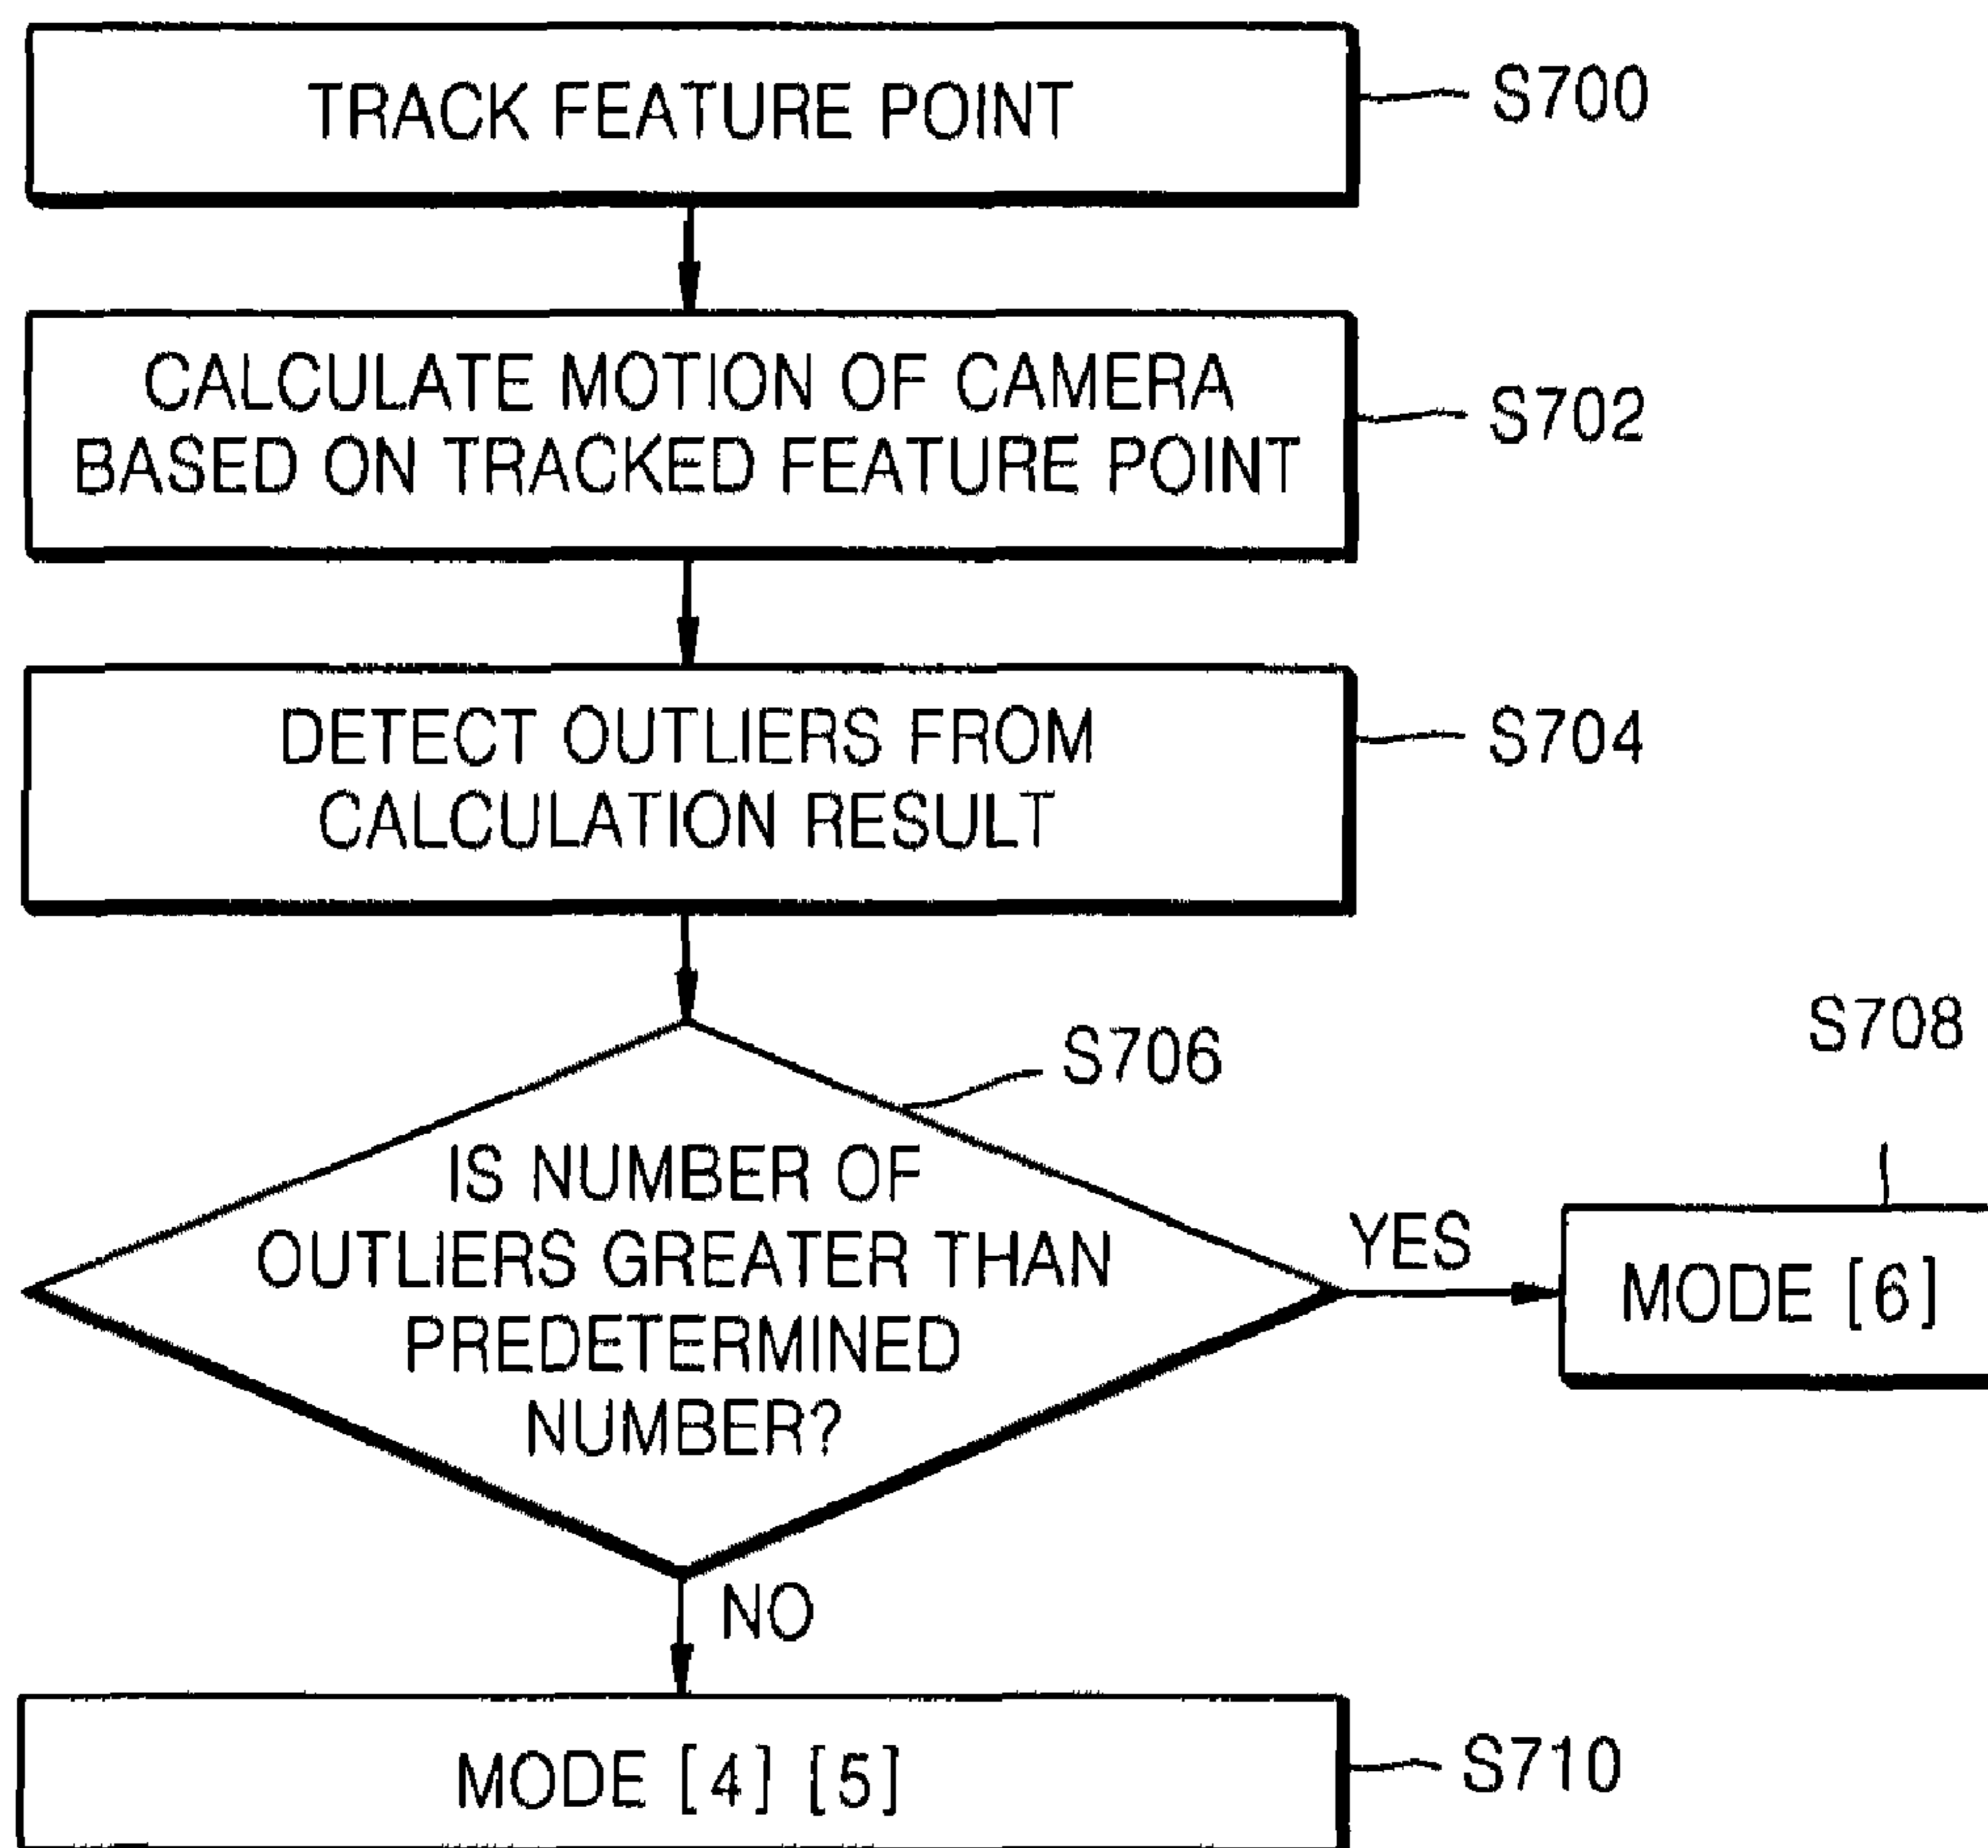 TRACK FEATURE POINT
S700
CALCULATE MOTION OF CAMERA
BASED ON TRACKED FEATURE POINT
S702
DETECT OUTLIERS FROM
CALCULATION RESULT
S704
S706
S708
IS NUMBER OF
OUTLIERS GREATER THAN
PREDETERMINED
NUMBER?
YES
MODE [6]
NO
MODE [4] [5]
S710